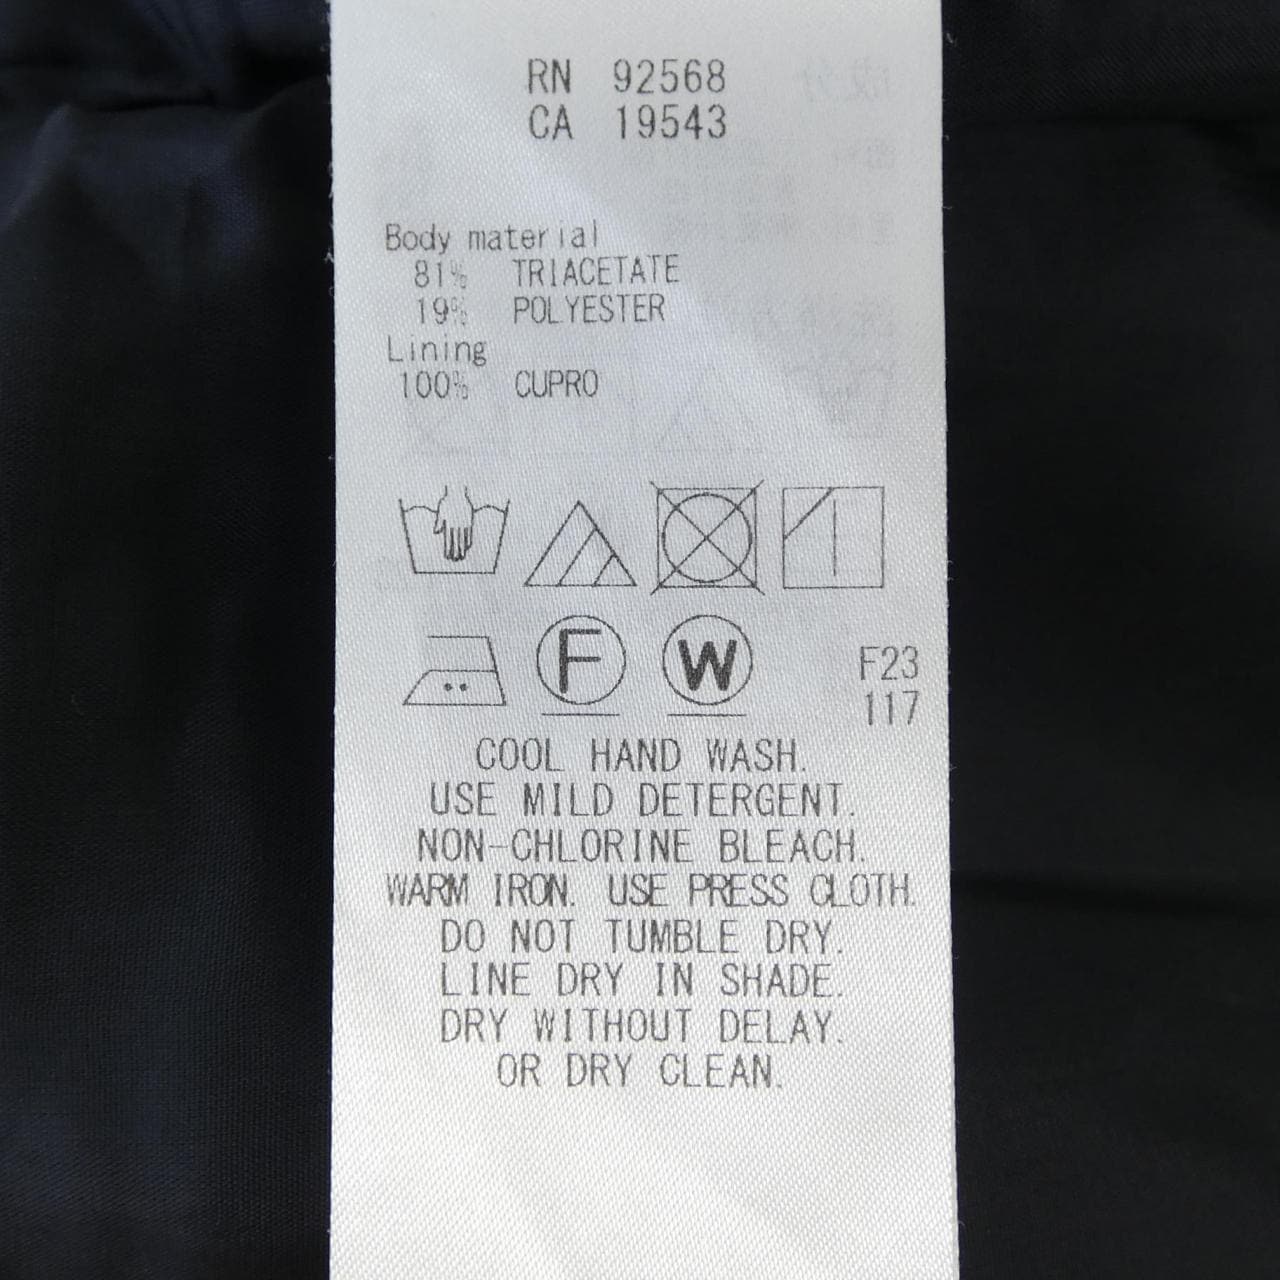 RN 92568
CA 19543
Body material
81% TRIACETATE
19% POLYESTER
Lining
100% CUPRO
F W
F23
117
COOL HAND WASH.
USE MILD DETERGENT.
NON-CHLORINE BLEACH.
WARM IRON. USE PRESS CLOTH.
DO NOT TUMBLE DRY.
LINE DRY IN SHADE.
DRY WITHOUT DELAY.
OR DRY CLEAN.